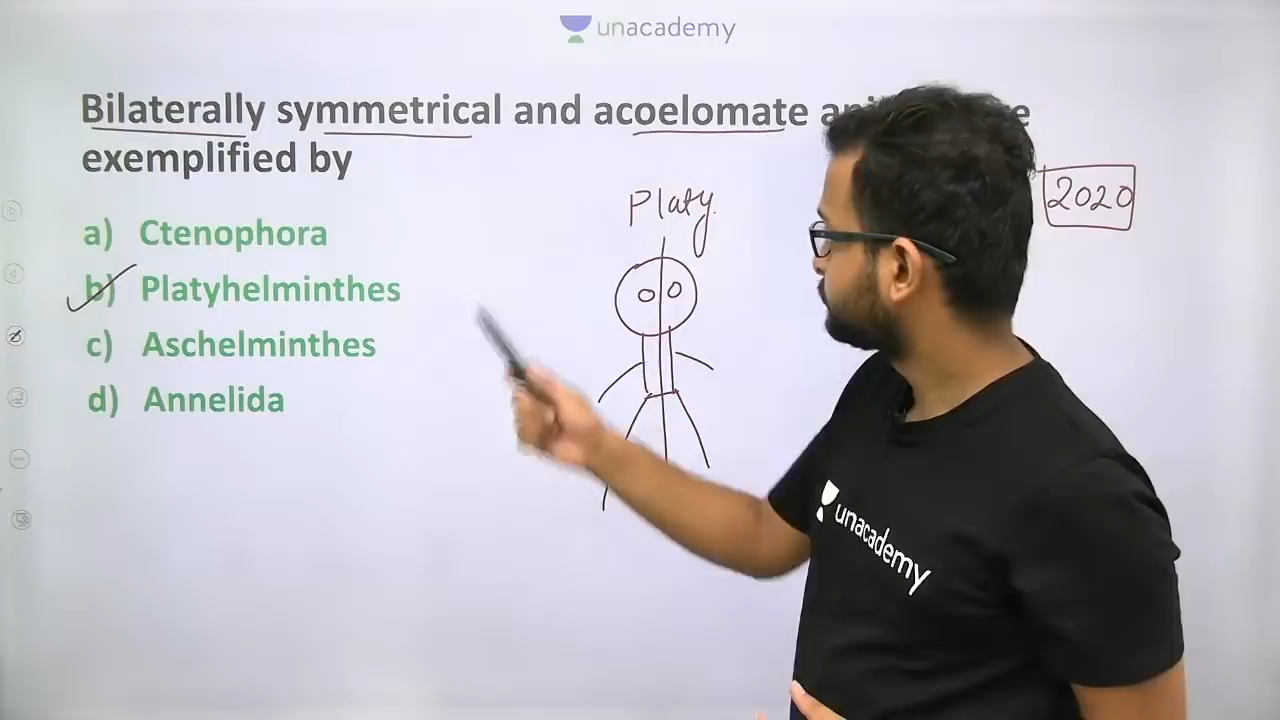 unacademy
Bilaterally symmetrical and acoelomate
exemplified by
Platy.
2020
a) Ctenophora
b) Platyhelminthes
c) Aschelminthes
d) Annelida
unacademy